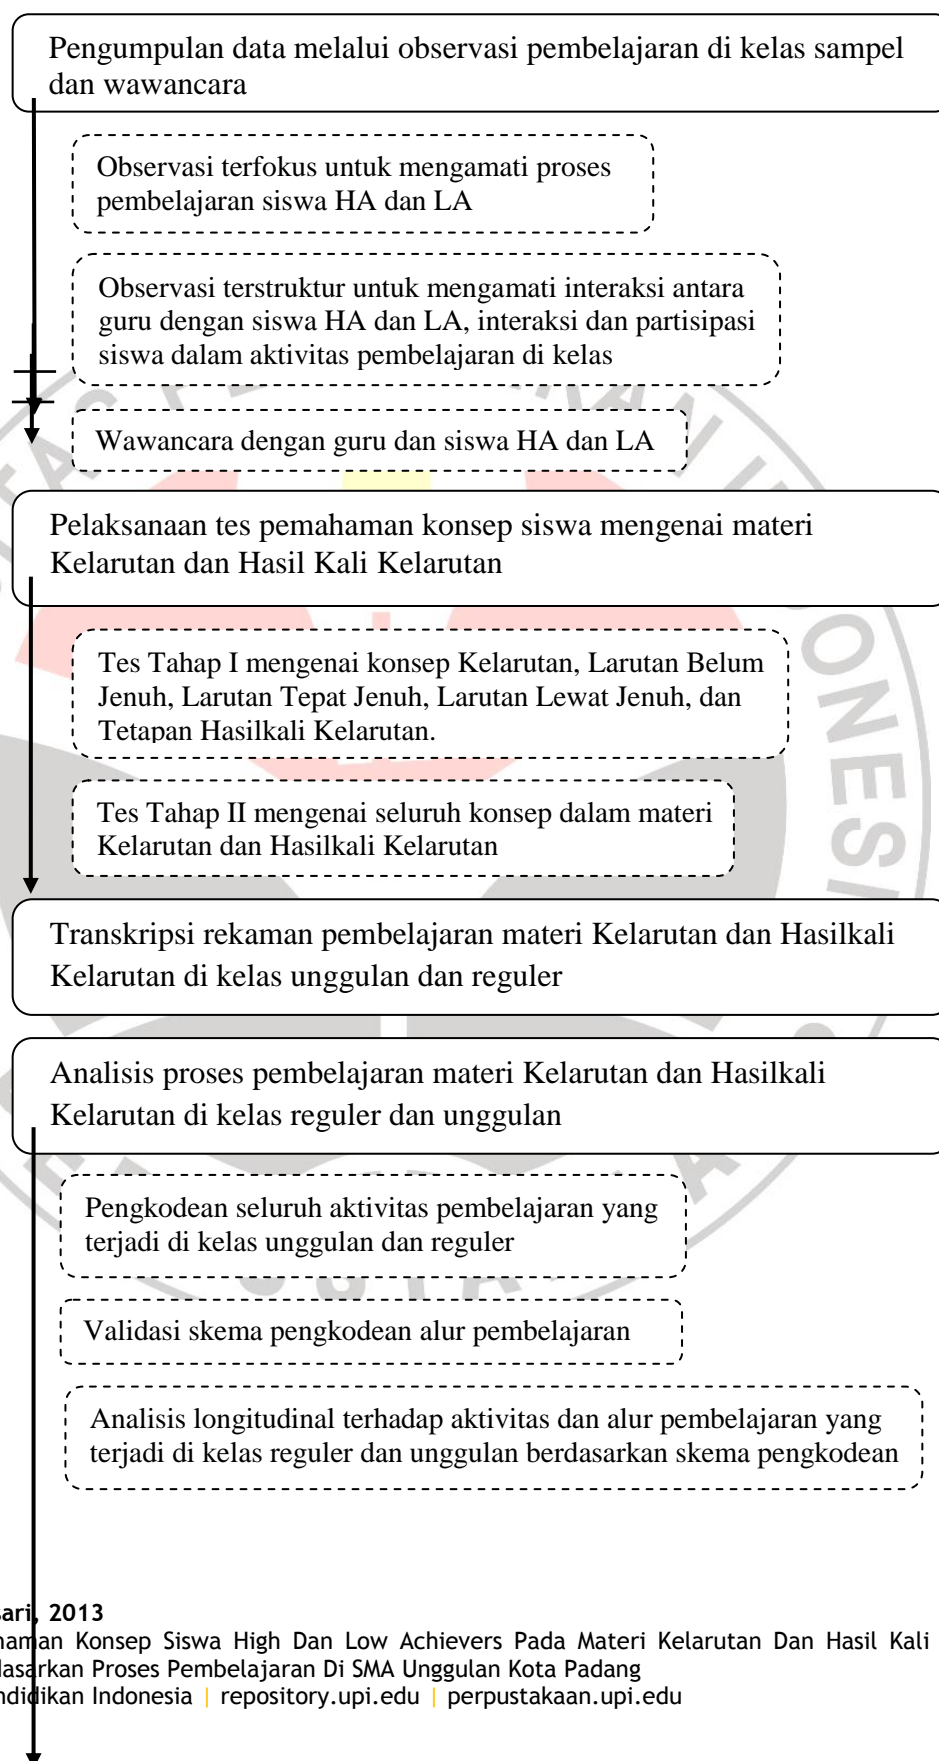 Pengumpulan data melalui observasi pembelajaran di kelas sampel
dan wawancara
Observasi terfokus untuk mengamati proses
pembelajaran siswa HA dan LA
Observasi terstruktur untuk mengamati interaksi antara
guru dengan siswa HA dan LA, interaksi dan partisipasi
siswa dalam aktivitas pembelajaran di kelas
Wawancara dengan guru dan siswa HA dan LA
Pelaksanaan tes pemahaman konsep siswa mengenai materi
Kelarutan dan Hasil Kali Kelarutan
Tes Tahap I mengenai konsep Kelarutan, Larutan Belum
Jenuh, Larutan Tepat Jenuh, Larutan Lewat Jenuh, dan
Tetapan Hasilkali Kelarutan.
Tes Tahap II mengenai seluruh konsep dalam materi
Kelarutan dan Hasilkali Kelarutan
Transkripsi rekaman pembelajaran materi Kelarutan dan Hasilkali
Kelarutan di kelas unggulan dan reguler
Analisis proses pembelajaran materi Kelarutan dan Hasilkali
Kelarutan di kelas reguler dan unggulan
Pengkodean seluruh aktivitas pembelajaran yang
terjadi di kelas unggulan dan reguler
Validasi skema pengkodean alur pembelajaran
Analisis longitudinal terhadap aktivitas dan alur pembelajaran yang
terjadi di kelas reguler dan unggulan berdasarkan skema pengkodean
sari, 2013
haman Konsep Siswa High Dan Low Achievers Pada Materi Kelarutan Dan Hasil Kali
dasarkan Proses Pembelajaran Di SMA Unggulan Kota Padang
ndidikan Indonesia | repository.upi.edu | perpustakaan.upi.edu